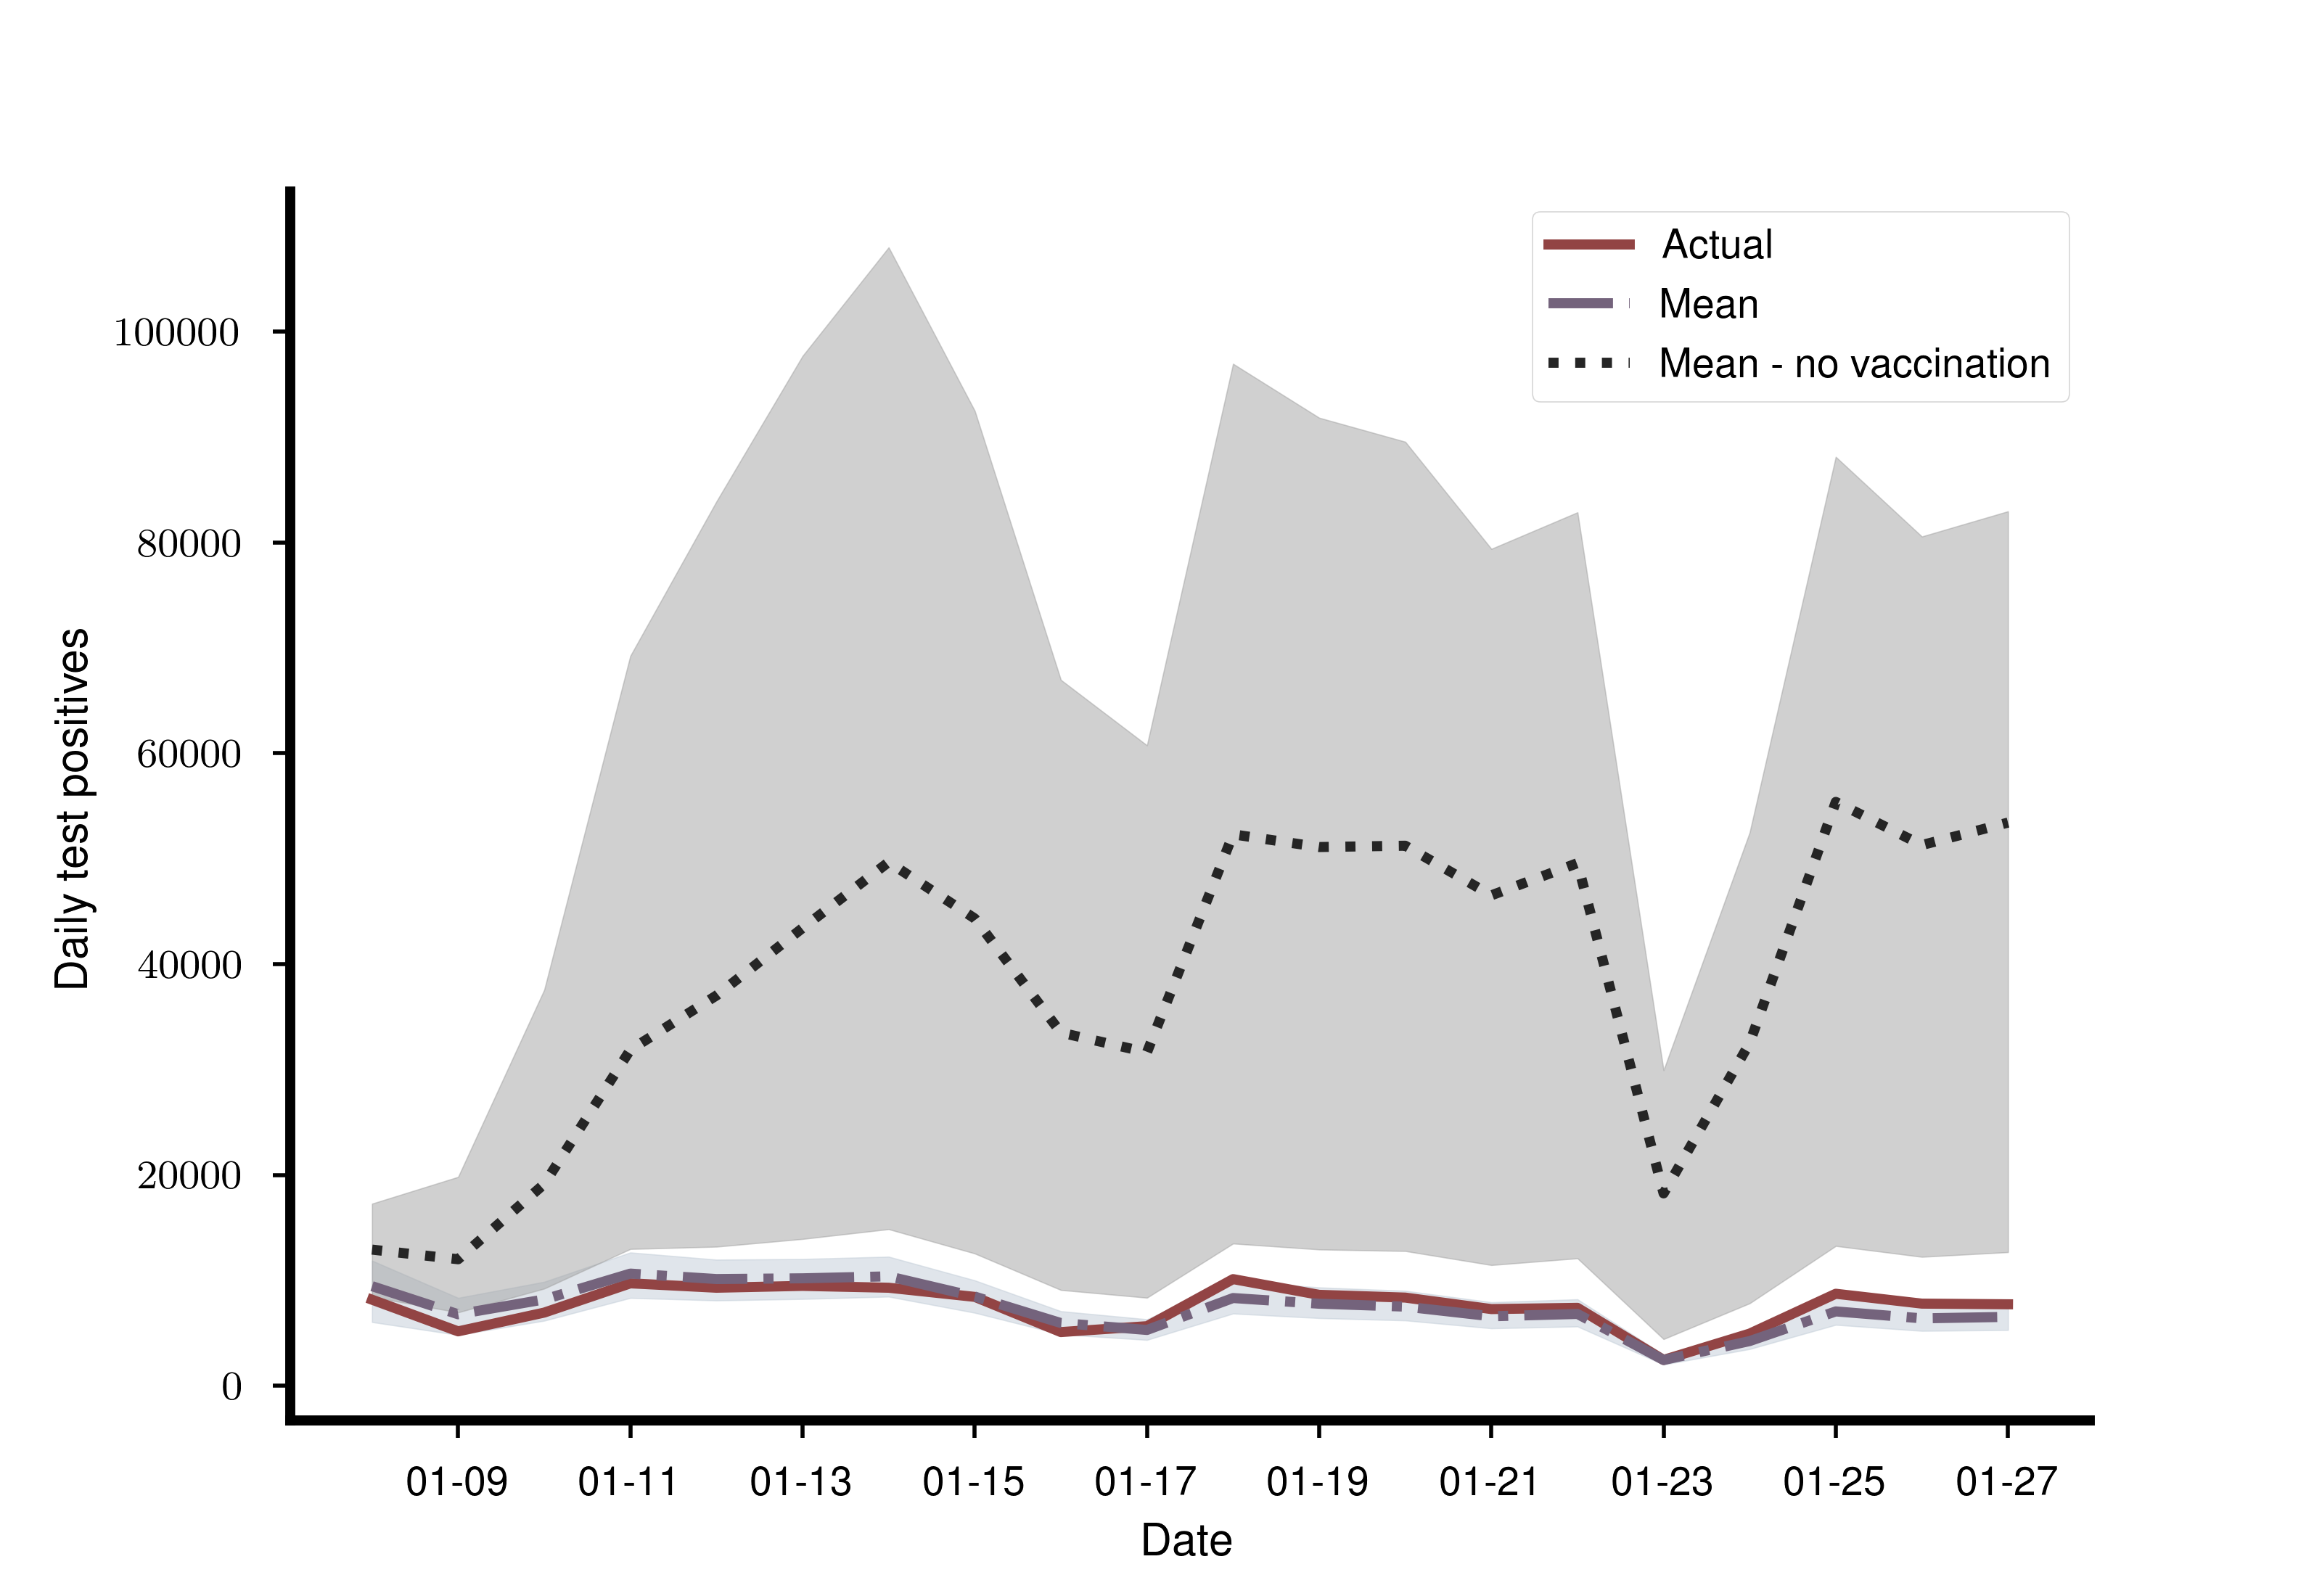 Actual
Mean
Mean - no vaccination
100000
80000
60000
40000
20000
0
Daily test positives
01-09 01-11 01-13 01-15 01-17 01-19 01-21 01-23 01-25 01-27
Date